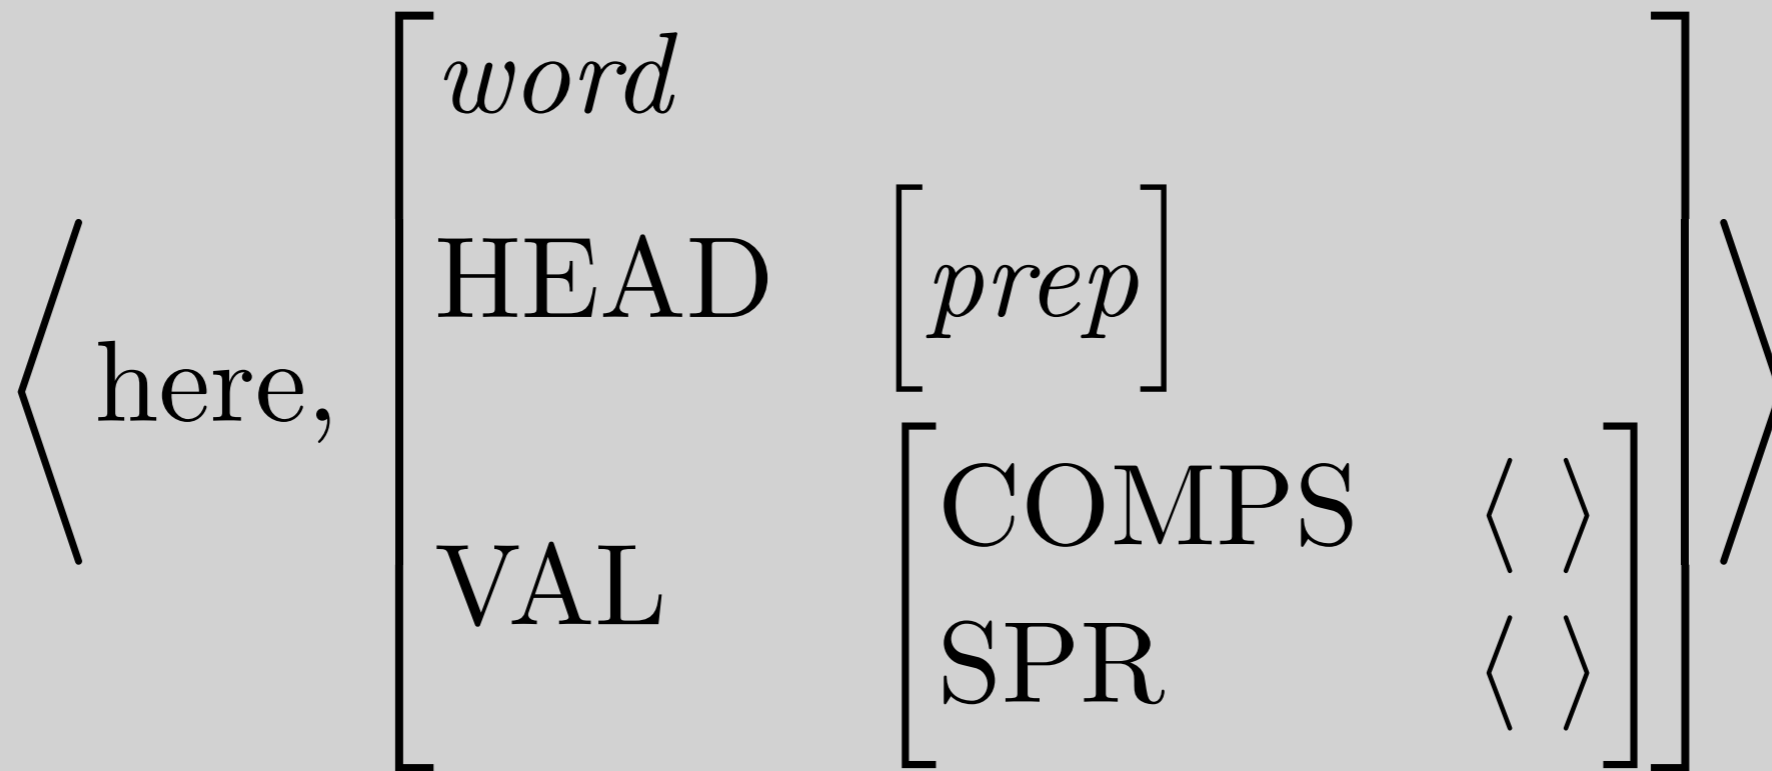 word
HEAD [prep]
⟨ here,
COMPS ⟨ ⟩
VAL
SPR ⟨ ⟩